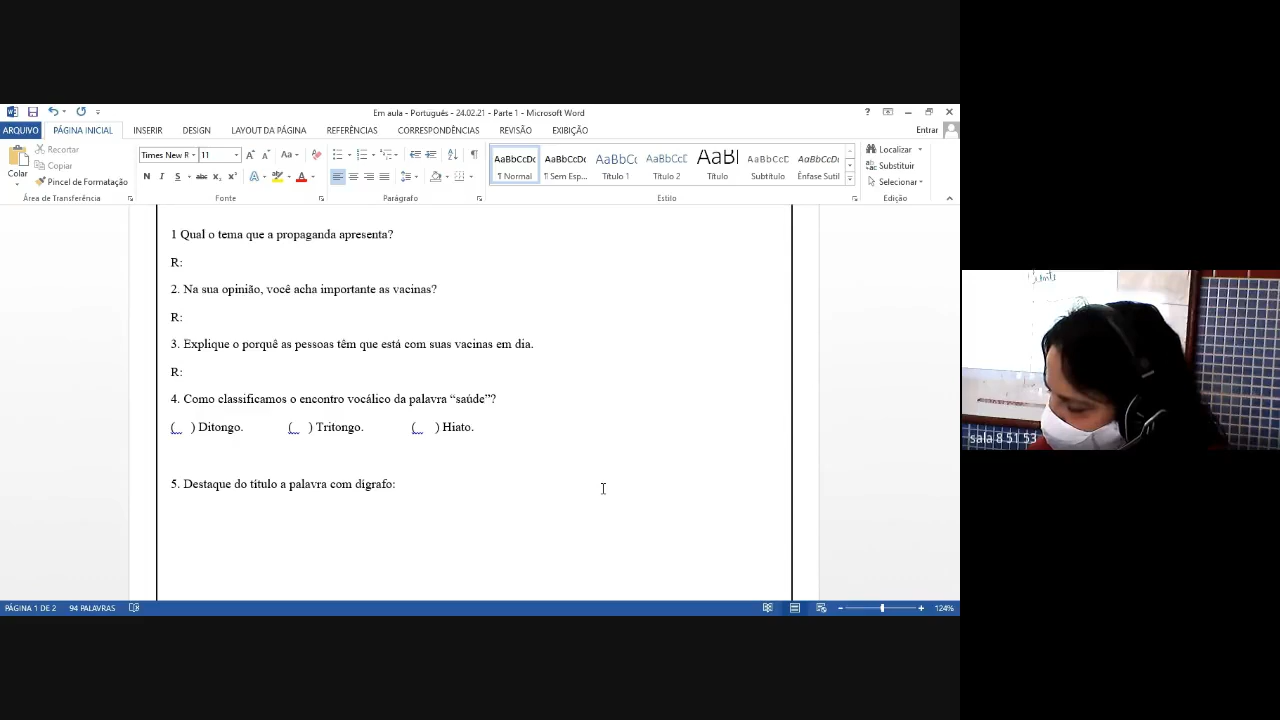 Em aula - Português - 24.02.21 - Parte 1 - Microsoft Word
Entrar
ARQUIVO PÁGINA INICIAL INSERIR DESIGN LAYOUT DA PÁGINA REFERÊNCIAS CORRESPONDÊNCIAS REVISÃO EXIBIÇÃO
Colar
Recortar
Copiar
Pincel de Formatação
Área de Transferência
Times New R 11
Fonte
Parágrafo
AaBbCcDc AaBbCcDc AaBbCc AaBbCcD AaBl AaBbCcD AaBbCcDc
¶ Normal ¶ Sem Esp... Título 1 Título 2 Título Subtítulo Ênfase Sutil
Estilo
Localizar
Substituir
Selecionar
Edição
1 Qual o tema que a propaganda apresenta?
R:
2. Na sua opinião, você acha importante as vacinas?
R:
3. Explique o porquê as pessoas têm que está com suas vacinas em dia.
R:
4. Como classificamos o encontro vocálico da palavra “saúde”?
( ) Ditongo. ( ) Tritongo. ( ) Hiato.
5. Destaque do título a palavra com dígrafo:
PÁGINA 1 DE 2 94 PALAVRAS
124%
sala 8 51 53